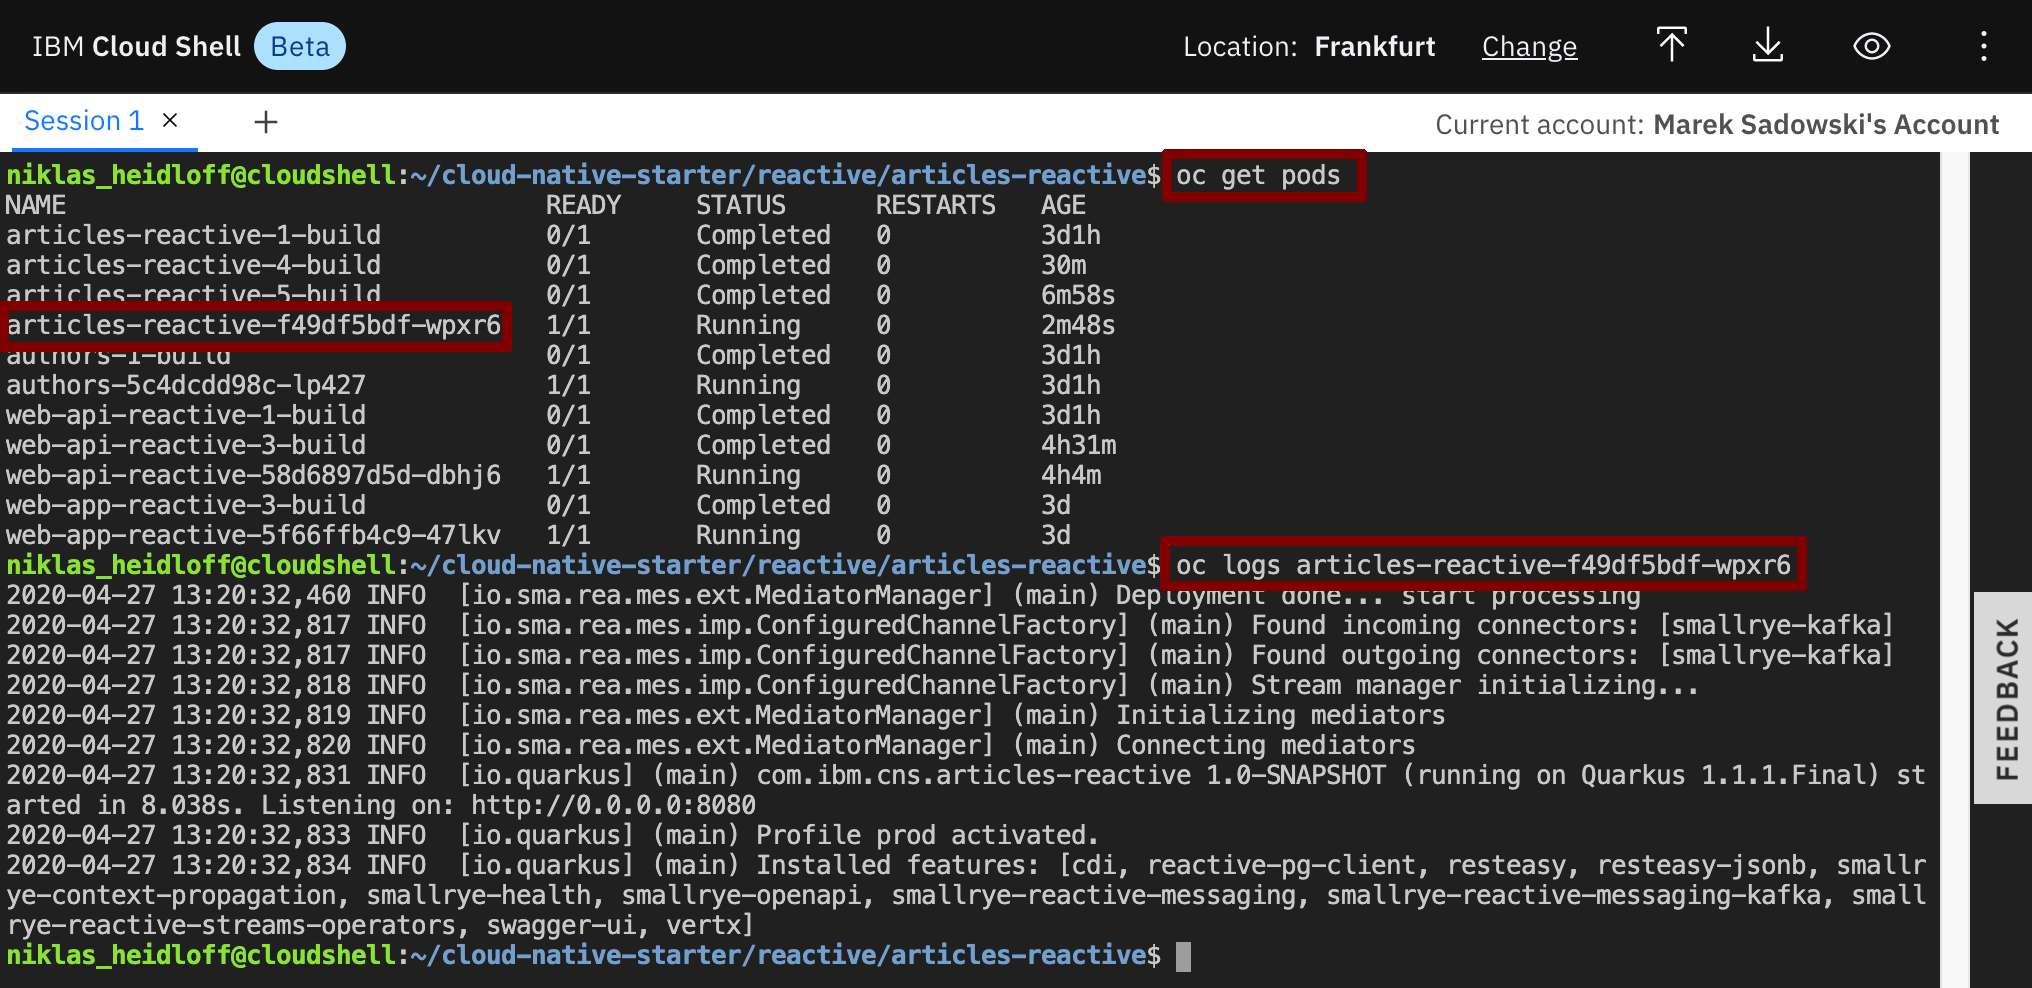 IBM Cloud Shell Beta
Location: Frankfurt Change
Session 1 × +
Current account: Marek Sadowski's Account
niklas_heidloff@cloudshell:~/cloud-native-starter/reactive/articles-reactive$ oc get pods
NAME READY STATUS RESTARTS AGE
articles-reactive-1-build 0/1 Completed 0 3d1h
articles-reactive-4-build 0/1 Completed 0 30m
articles-reactive-5-build 0/1 Completed 0 6m58s
articles-reactive-f49df5bdf-wpxr6 1/1 Running 0 2m48s
authors-1-build 0/1 Completed 0 3d1h
authors-5c4dcdd98c-lp427 1/1 Running 0 3d1h
web-api-reactive-1-build 0/1 Completed 0 3d1h
web-api-reactive-3-build 0/1 Completed 0 4h31m
web-api-reactive-58d6897d5d-dbhj6 1/1 Running 0 4h4m
web-app-reactive-3-build 0/1 Completed 0 3d
web-app-reactive-5f66ffb4c9-47lkv 1/1 Running 0 3d
niklas_heidloff@cloudshell:~/cloud-native-starter/reactive/articles-reactive$ oc logs articles-reactive-f49df5bdf-wpxr6
2020-04-27 13:20:32,460 INFO [io.sma.rea.mes.ext.MediatorManager] (main) Deployment done... start processing
2020-04-27 13:20:32,817 INFO [io.sma.rea.mes.imp.ConfiguredChannelFactory] (main) Found incoming connectors: [smallrye-kafka]
2020-04-27 13:20:32,817 INFO [io.sma.rea.mes.imp.ConfiguredChannelFactory] (main) Found outgoing connectors: [smallrye-kafka]
2020-04-27 13:20:32,818 INFO [io.sma.rea.mes.imp.ConfiguredChannelFactory] (main) Stream manager initializing...
2020-04-27 13:20:32,819 INFO [io.sma.rea.mes.ext.MediatorManager] (main) Initializing mediators
2020-04-27 13:20:32,820 INFO [io.sma.rea.mes.ext.MediatorManager] (main) Connecting mediators
2020-04-27 13:20:32,831 INFO [io.quarkus] (main) com.ibm.cns.articles-reactive 1.0-SNAPSHOT (running on Quarkus 1.1.1.Final) st
arted in 8.038s. Listening on: http://0.0.0.0:8080
2020-04-27 13:20:32,833 INFO [io.quarkus] (main) Profile prod activated.
2020-04-27 13:20:32,834 INFO [io.quarkus] (main) Installed features: [cdi, reactive-pg-client, resteasy, resteasy-jsonb, smallr
ye-context-propagation, smallrye-health, smallrye-openapi, smallrye-reactive-messaging, smallrye-reactive-messaging-kafka, small
rye-reactive-streams-operators, swagger-ui, vertx]
niklas_heidloff@cloudshell:~/cloud-native-starter/reactive/articles-reactive$
FEEDBACK